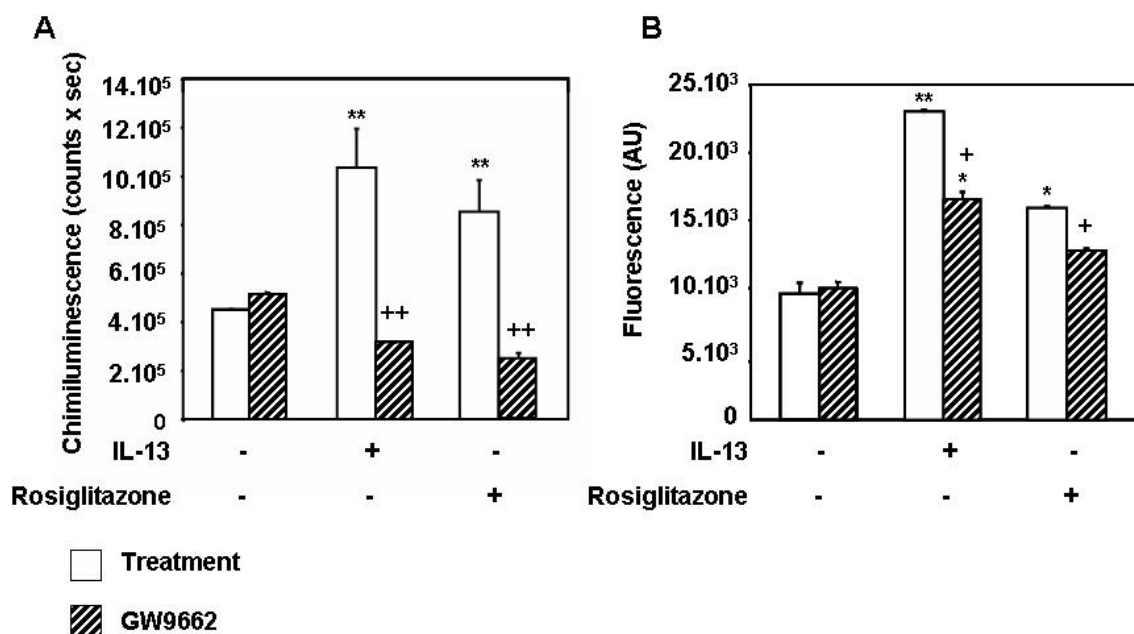 A
Chimiluminescence (counts x sec)
14.10⁵
12.10⁵
10.10⁵
8.10⁵
6.10⁵
4.10⁵
2.10⁵
0
**
**
++
++
IL-13 - + -
Rosiglitazone - - +
B
Fluorescence (AU)
25.10³
20.10³
15.10³
10.10³
5.10³
0
**
+
*
*
+
IL-13 - + -
Rosiglitazone - - +
Treatment
GW9662